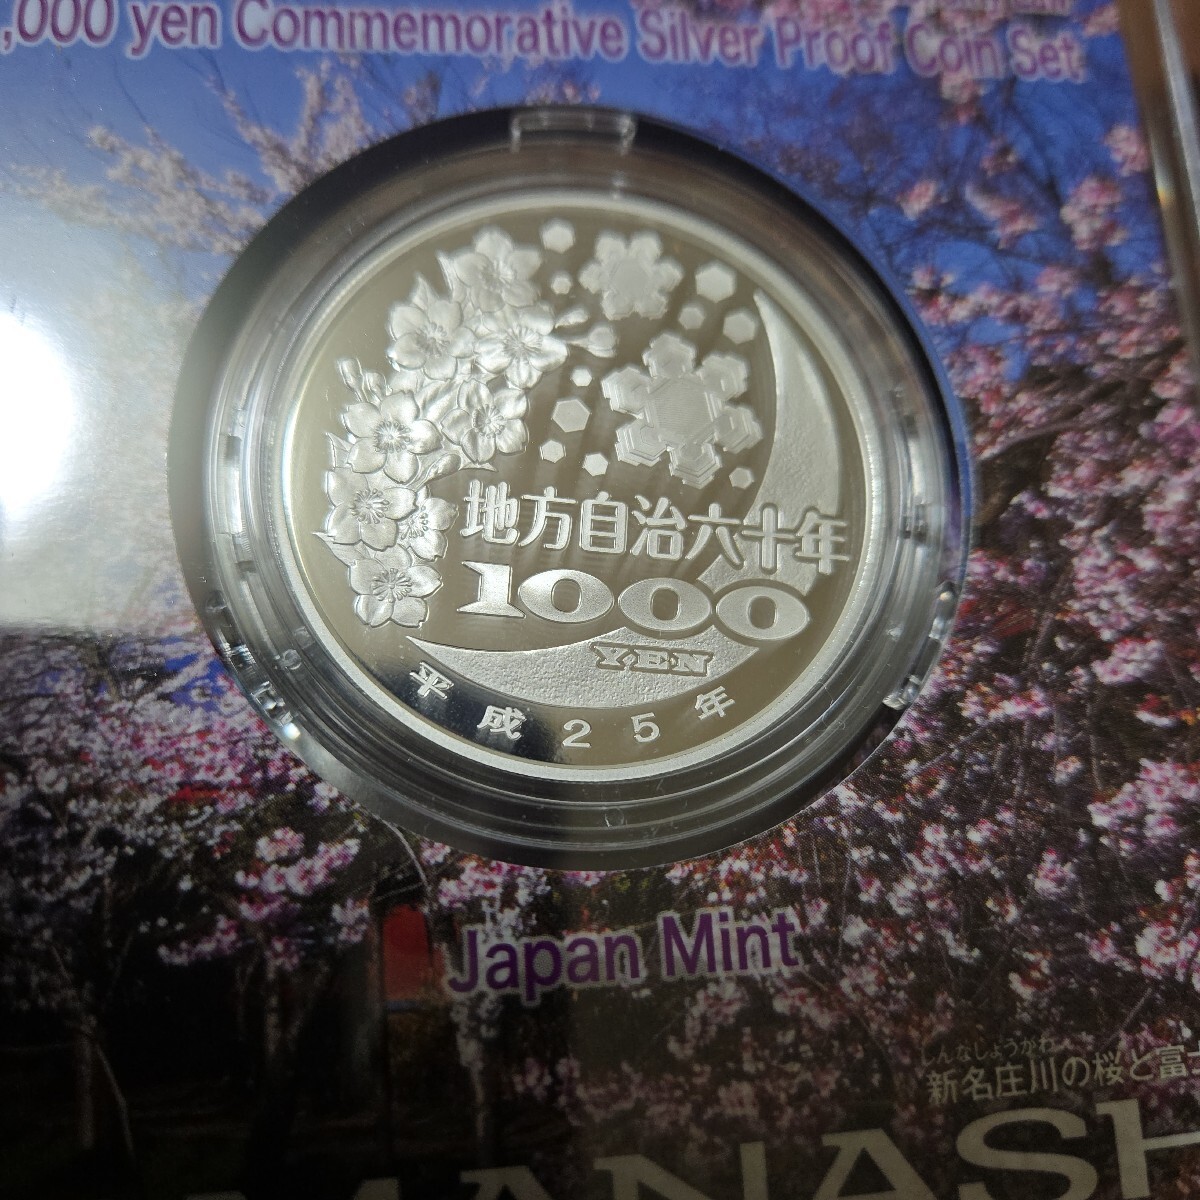 ,000 yen Commemorative Silver Proof Coin Set
地方自治六十年
1000
YEN
平成25年
Japan Mint
しんなしょうがわ
新名庄川の桜と富士
MANASH